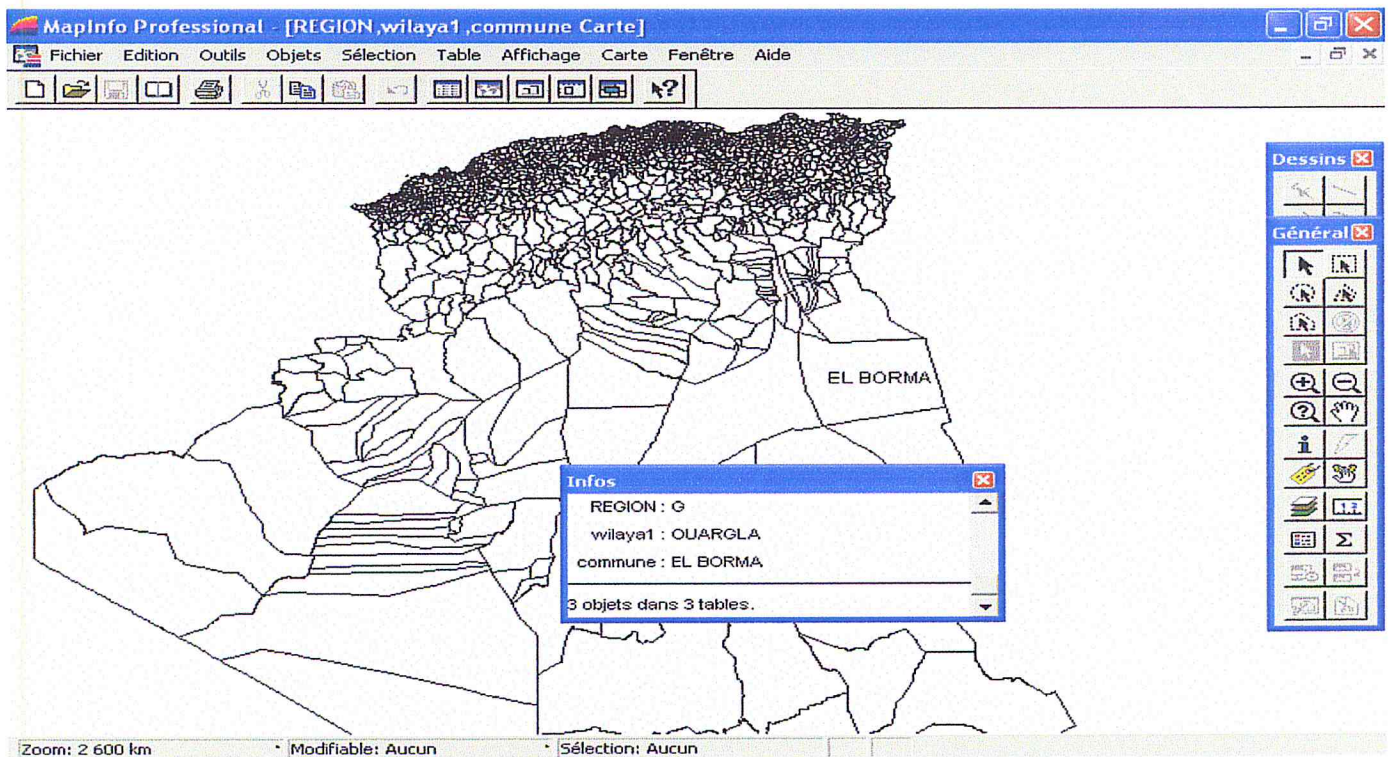 MapInfo Professional - [REGION,wilaya1,commune Carte]
Fichier Edition Outils Objets Sélection Table Affichage Carte Fenêtre Aide
Dessins
Général
EL BORMA
Infos
REGION : G
wilaya1 : OUARGLA
commune : EL BORMA
3 objets dans 3 tables.
Zoom: 2 600 km Modifiable: Aucun Sélection: Aucun